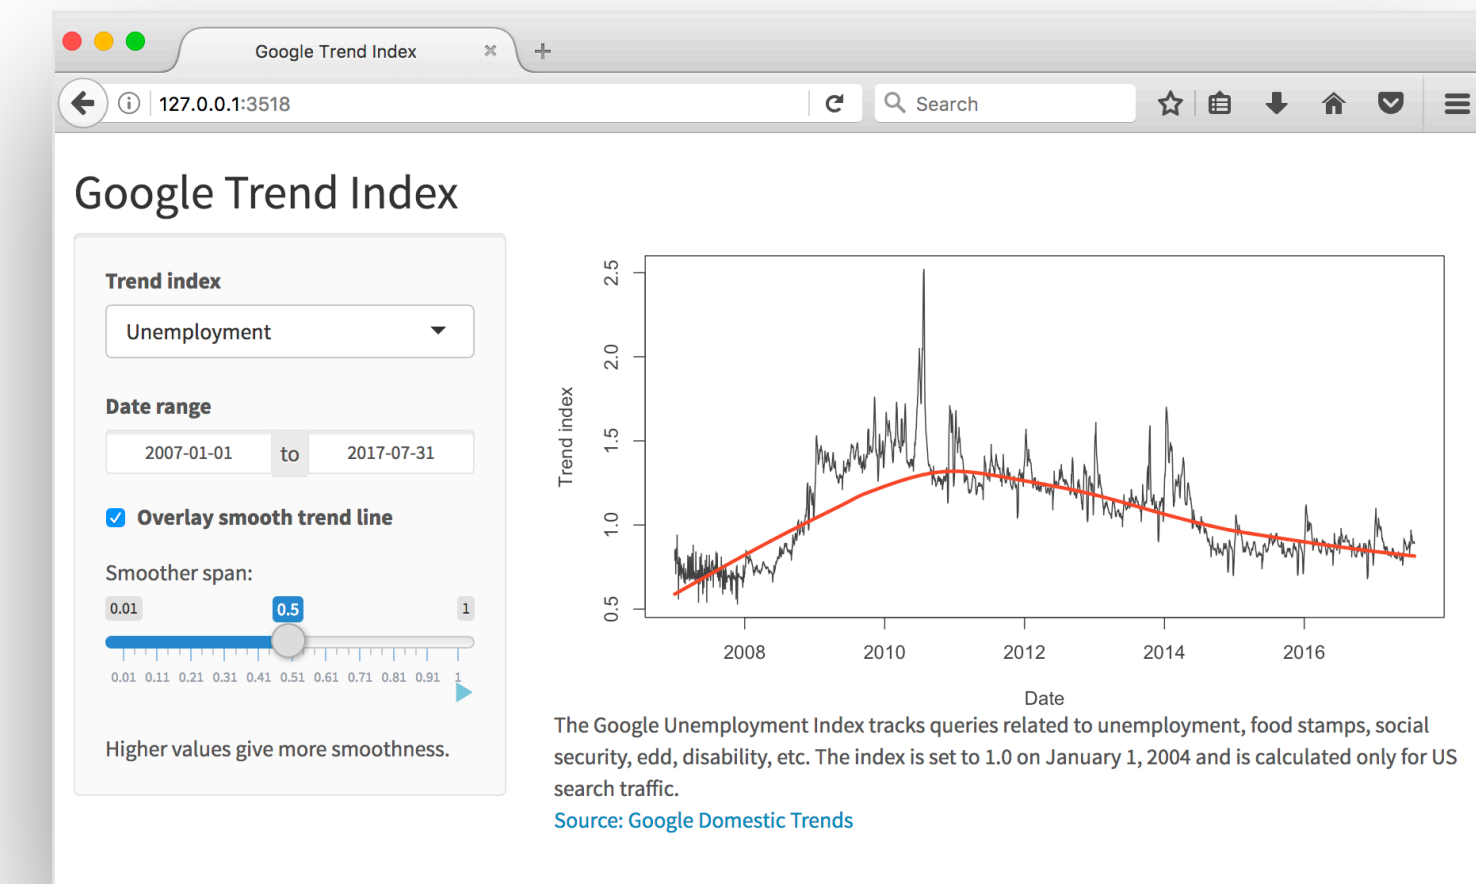 Google Trend Index
127.0.0.1:3518
Search
Google Trend Index
Trend index
Unemployment
Date range
2007-01-01 to 2017-07-31
Overlay smooth trend line
Smoother span:
0.01 0.5 1
0.01 0.11 0.21 0.31 0.41 0.51 0.61 0.71 0.81 0.91 1
Higher values give more smoothness.
Trend index
2.5
2.0
1.5
1.0
0.5
2008 2010 2012 2014 2016
Date
The Google Unemployment Index tracks queries related to unemployment, food stamps, social
security, edd, disability, etc. The index is set to 1.0 on January 1, 2004 and is calculated only for US
search traffic.
Source: Google Domestic Trends